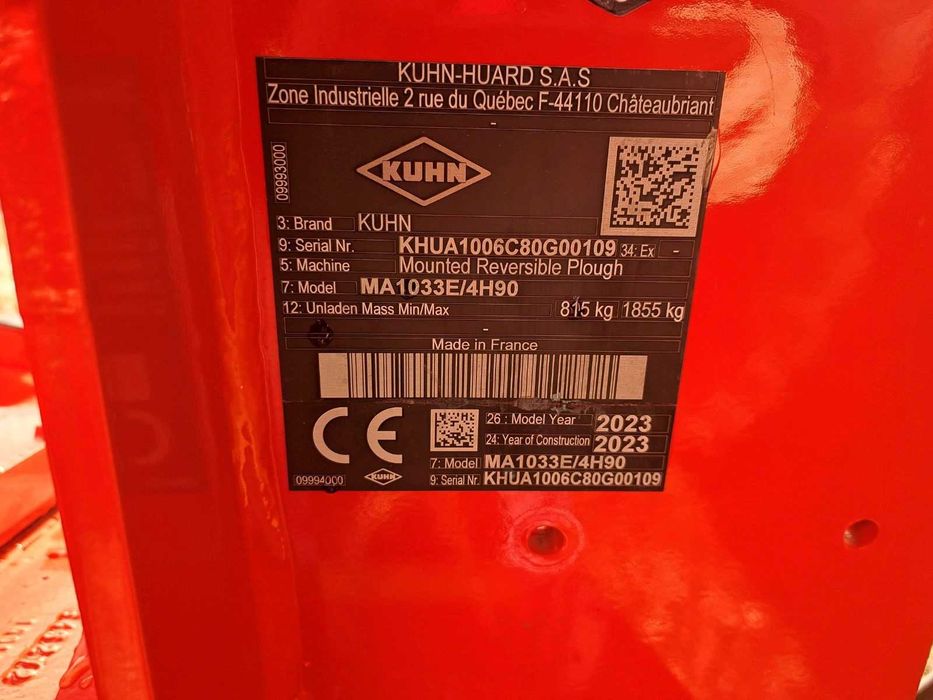 KUHN-HUARD S.A.S
Zone Industrielle 2 rue du Québec F-44110 Châteaubriant
-
09993000
KUHN
3: Brand KUHN
9: Serial Nr. KHUA1006C80G00109 34: Ex -
5: Machine Mounted Reversible Plough
7: Model MA1033E/4H90
12: Unladen Mass Min/Max 815 kg 1855 kg
-
Made in France
CE
26 : Model Year 2023
24: Year of Construction 2023
7: Model MA1033E/4H90
09994000 KUHN 9: Serial Nr. KHUA1006C80G00109